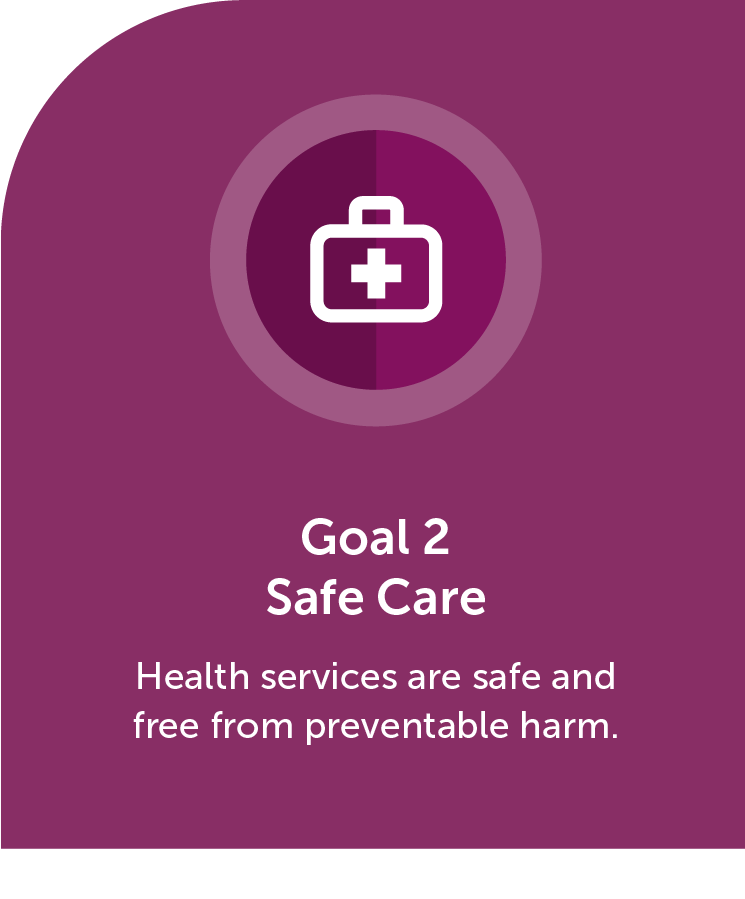 Goal 2
Safe Care
Health services are safe and
free from preventable harm.